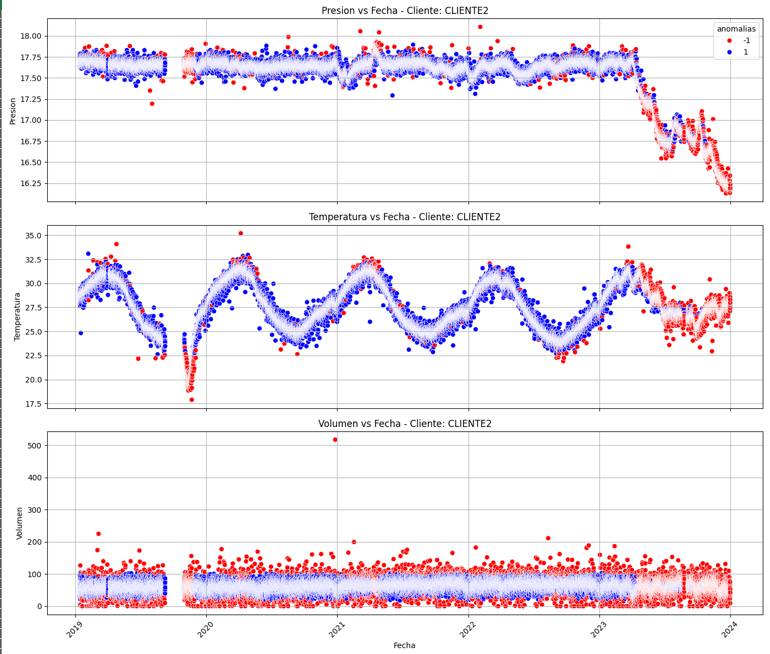 Presion vs Fecha - Cliente: CLIENTE2
anomalias
-1
1
18.00
17.75
17.50
17.25
17.00
16.75
16.50
16.25
Presion
Temperatura vs Fecha - Cliente: CLIENTE2
35.0
32.5
30.0
27.5
25.0
22.5
20.0
17.5
Temperatura
Volumen vs Fecha - Cliente: CLIENTE2
500
400
300
200
100
0
Volumen
2019 2020 2021 2022 2023 2024
Fecha